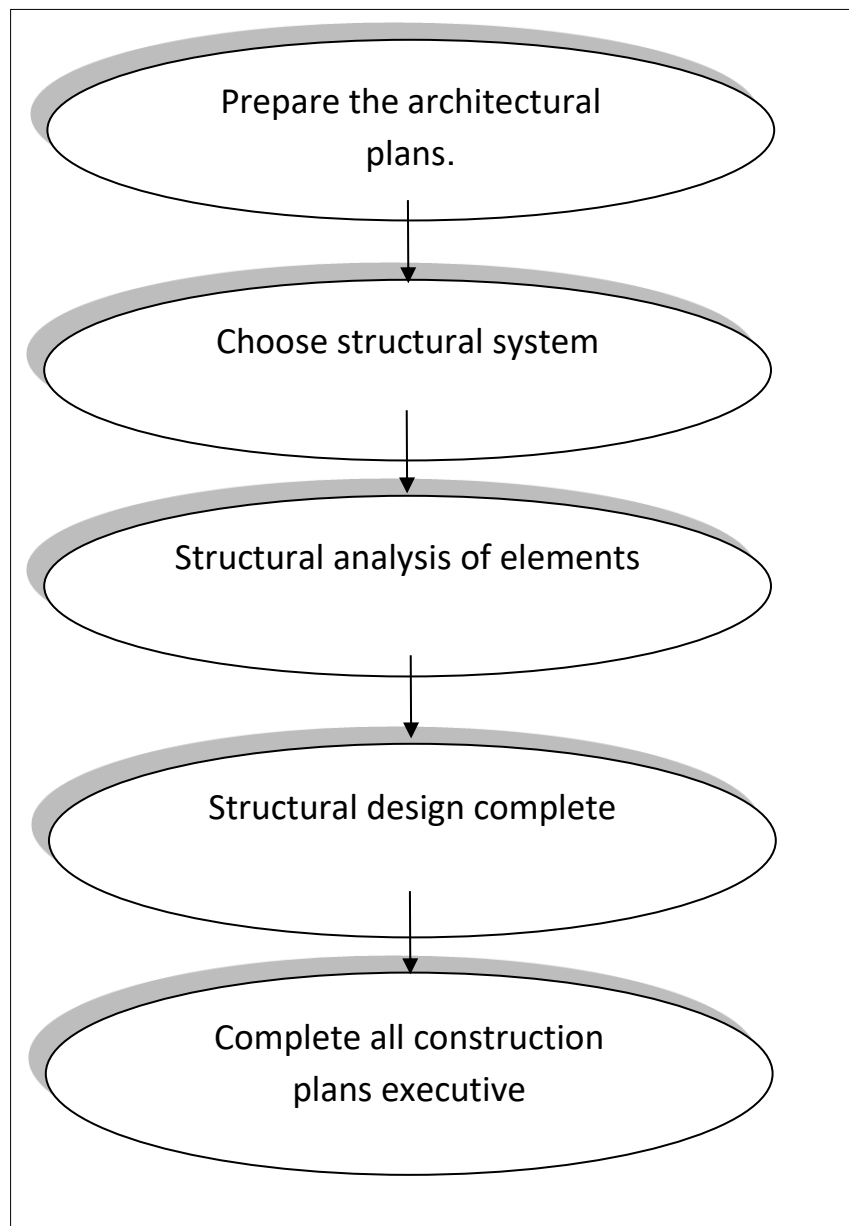 Prepare the architectural
plans.
Choose structural system
Structural analysis of elements
Structural design complete
Complete all construction
plans executive